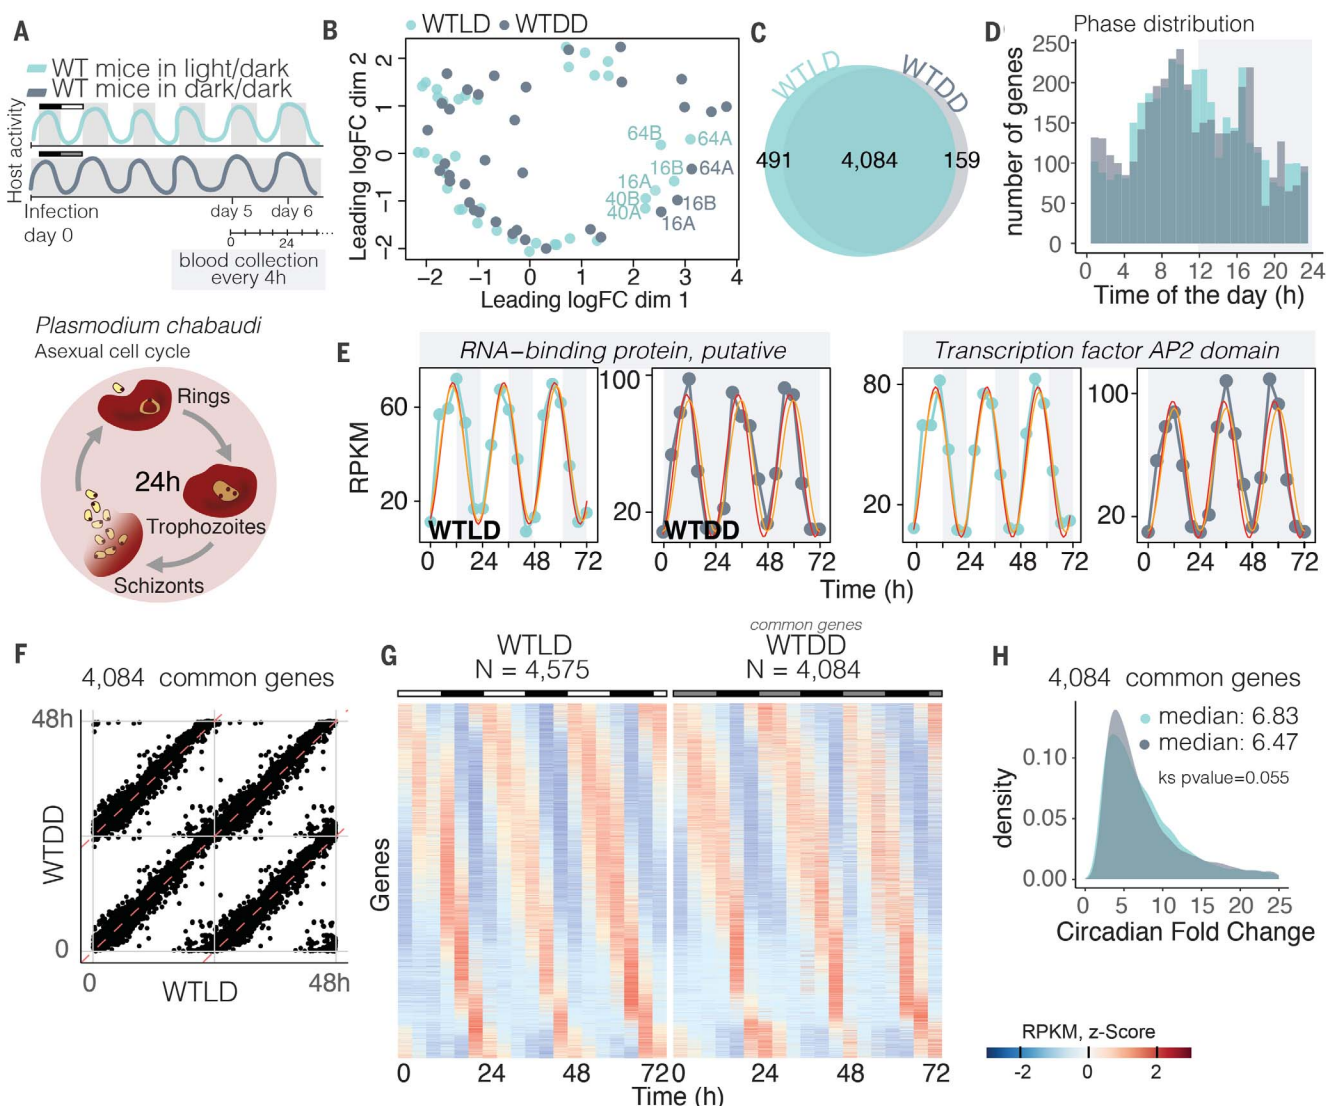 A
WT mice in light/dark
WT mice in dark/dark
Host activity
Infection
day 0
day 5
day 6
0
24
blood collection
every 4h
Plasmodium chabaudi
Asexual cell cycle
Rings
24h
Trophozoites
Schizonts
B
WTLD
WTDD
Leading logFC dim 2
2
1
0
-1
-2
64B
64A
16B
64A
16A
40B
16B
40A
16A
−2
−1
0
1
2
3
4
Leading logFC dim 1
C
WTLD
WTDD
491
4,084
159
D
Phase distribution
number of genes
250
200
150
100
50
0
0
4
8
12
16
20
24
Time of the day (h)
E
RNA−binding protein, putative
Transcription factor AP2 domain
RPKM
60
20
WTLD
0
24
48
72
100
20
WTDD
0
24
48
72
80
20
0
24
48
72
100
20
0
24
48
72
Time (h)
F
4,084 common genes
48h
WTDD
0
0
WTLD
48h
G
WTLD
N = 4,575
common genes
WTDD
N = 4,084
Genes
0
24
48
72
0
24
48
72
Time (h)
H
4,084 common genes
median: 6.83
median: 6.47
ks pvalue=0.055
density
0.10
0.05
0.00
0
5
10
15
20
25
Circadian Fold Change
RPKM, z-Score
-2
0
2